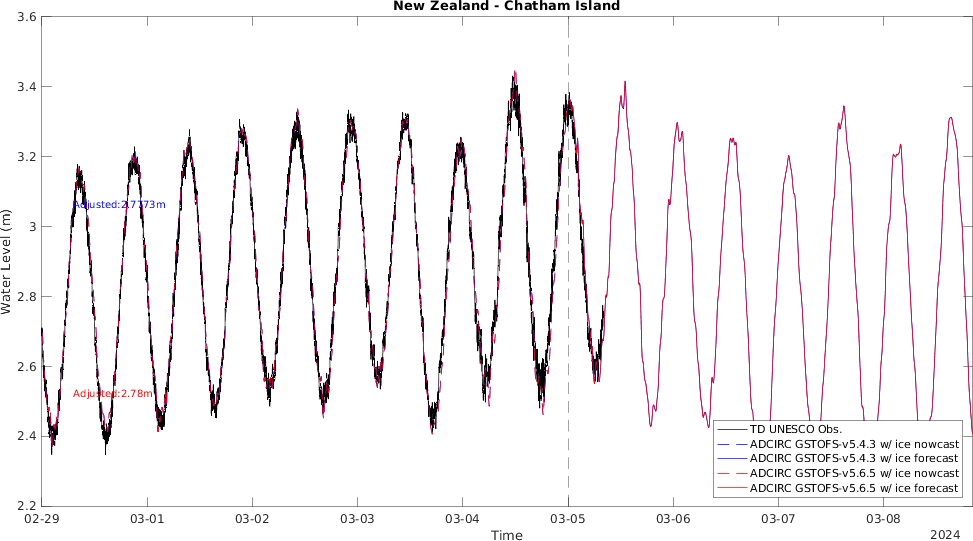 New Zealand - Chatham Island
3.6
3.4
3.2
3
2.8
2.6
2.4
2.2
Water Level (m)
Adjusted:2.7773m
Adjusted:2.78m
TD UNESCO Obs.
ADCIRC GSTOFS-v5.4.3 w/ ice nowcast
ADCIRC GSTOFS-v5.4.3 w/ ice forecast
ADCIRC GSTOFS-v5.6.5 w/ ice nowcast
ADCIRC GSTOFS-v5.6.5 w/ ice forecast
02-29 03-01 03-02 03-03 03-04 03-05 03-06 03-07 03-08
Time
2024